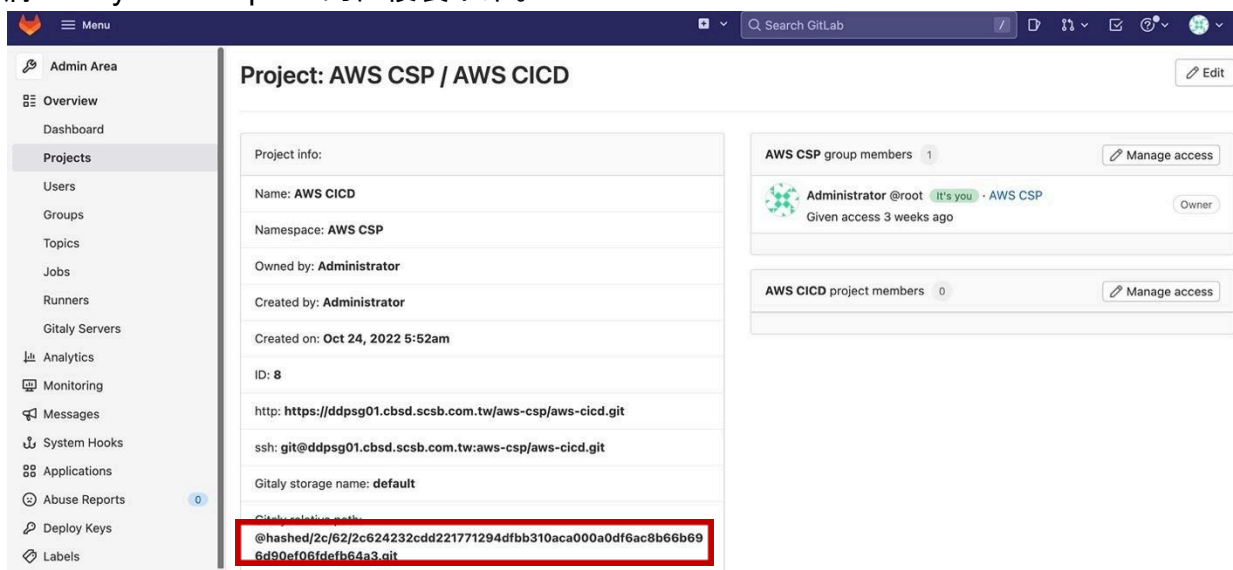 Menu
Search GitLab
/
Admin Area
Overview
Dashboard
Projects
Users
Groups
Topics
Jobs
Runners
Gitaly Servers
Analytics
Monitoring
Messages
System Hooks
Applications
Abuse Reports 0
Deploy Keys
Labels
Project: AWS CSP / AWS CICD
Edit
Project info:
Name: AWS CICD
Namespace: AWS CSP
Owned by: Administrator
Created by: Administrator
Created on: Oct 24, 2022 5:52am
ID: 8
http: https://ddpsg01.cbsd.scsb.com.tw/aws-csp/aws-cicd.git
ssh: git@ddpsg01.cbsd.scsb.com.tw:aws-csp/aws-cicd.git
Gitaly storage name: default
Gitaly relative path:
@hashed/2c/62/2c624232cdd221771294dfbb310aca000a0df6ac8b66b69
6d90ef06fdefb64a3.git
AWS CSP group members 1
Manage access
Administrator @root It's you · AWS CSP
Given access 3 weeks ago
Owner
AWS CICD project members 0
Manage access